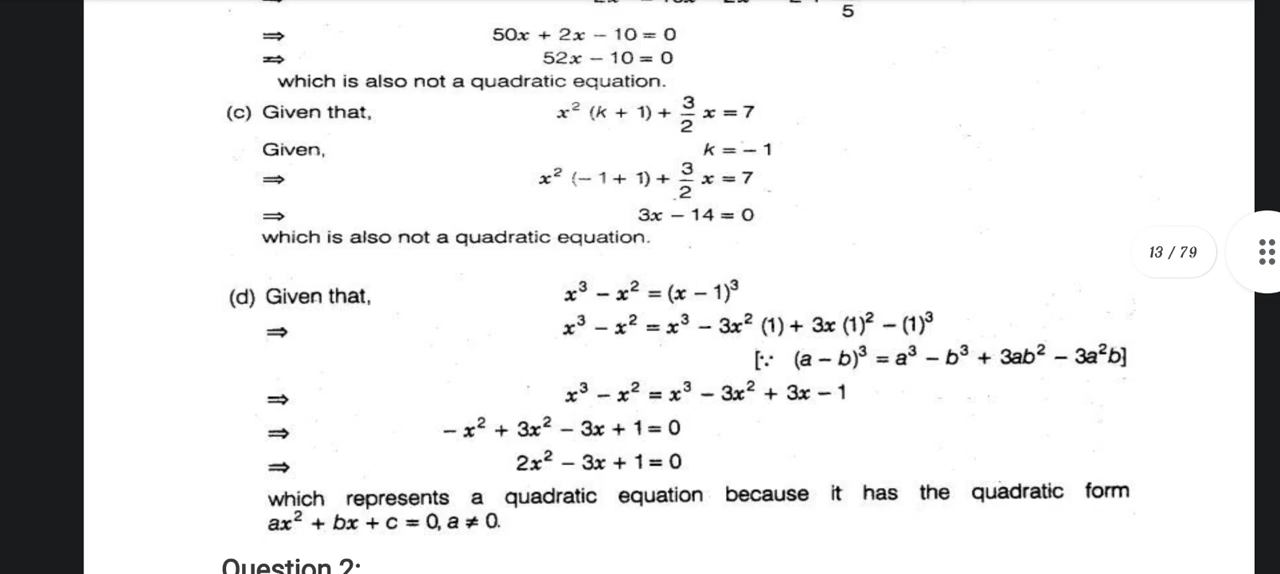 5
⇒ 50x + 2x − 10 = 0
⇒ 52x − 10 = 0
which is also not a quadratic equation.
(c) Given that, x² (k + 1) + 3/2 x = 7
Given, k = − 1
⇒ x² (− 1 + 1) + 3/2 x = 7
⇒ 3x − 14 = 0
which is also not a quadratic equation.
13 / 79
(d) Given that, x³ − x² = (x − 1)³
⇒ x³ − x² = x³ − 3x² (1) + 3x (1)² − (1)³
[∵ (a − b)³ = a³ − b³ + 3ab² − 3a²b]
⇒ x³ − x² = x³ − 3x² + 3x − 1
⇒ − x² + 3x² − 3x + 1 = 0
⇒ 2x² − 3x + 1 = 0
which represents a quadratic equation because it has the quadratic form
ax² + bx + c = 0, a ≠ 0.
Question 2: